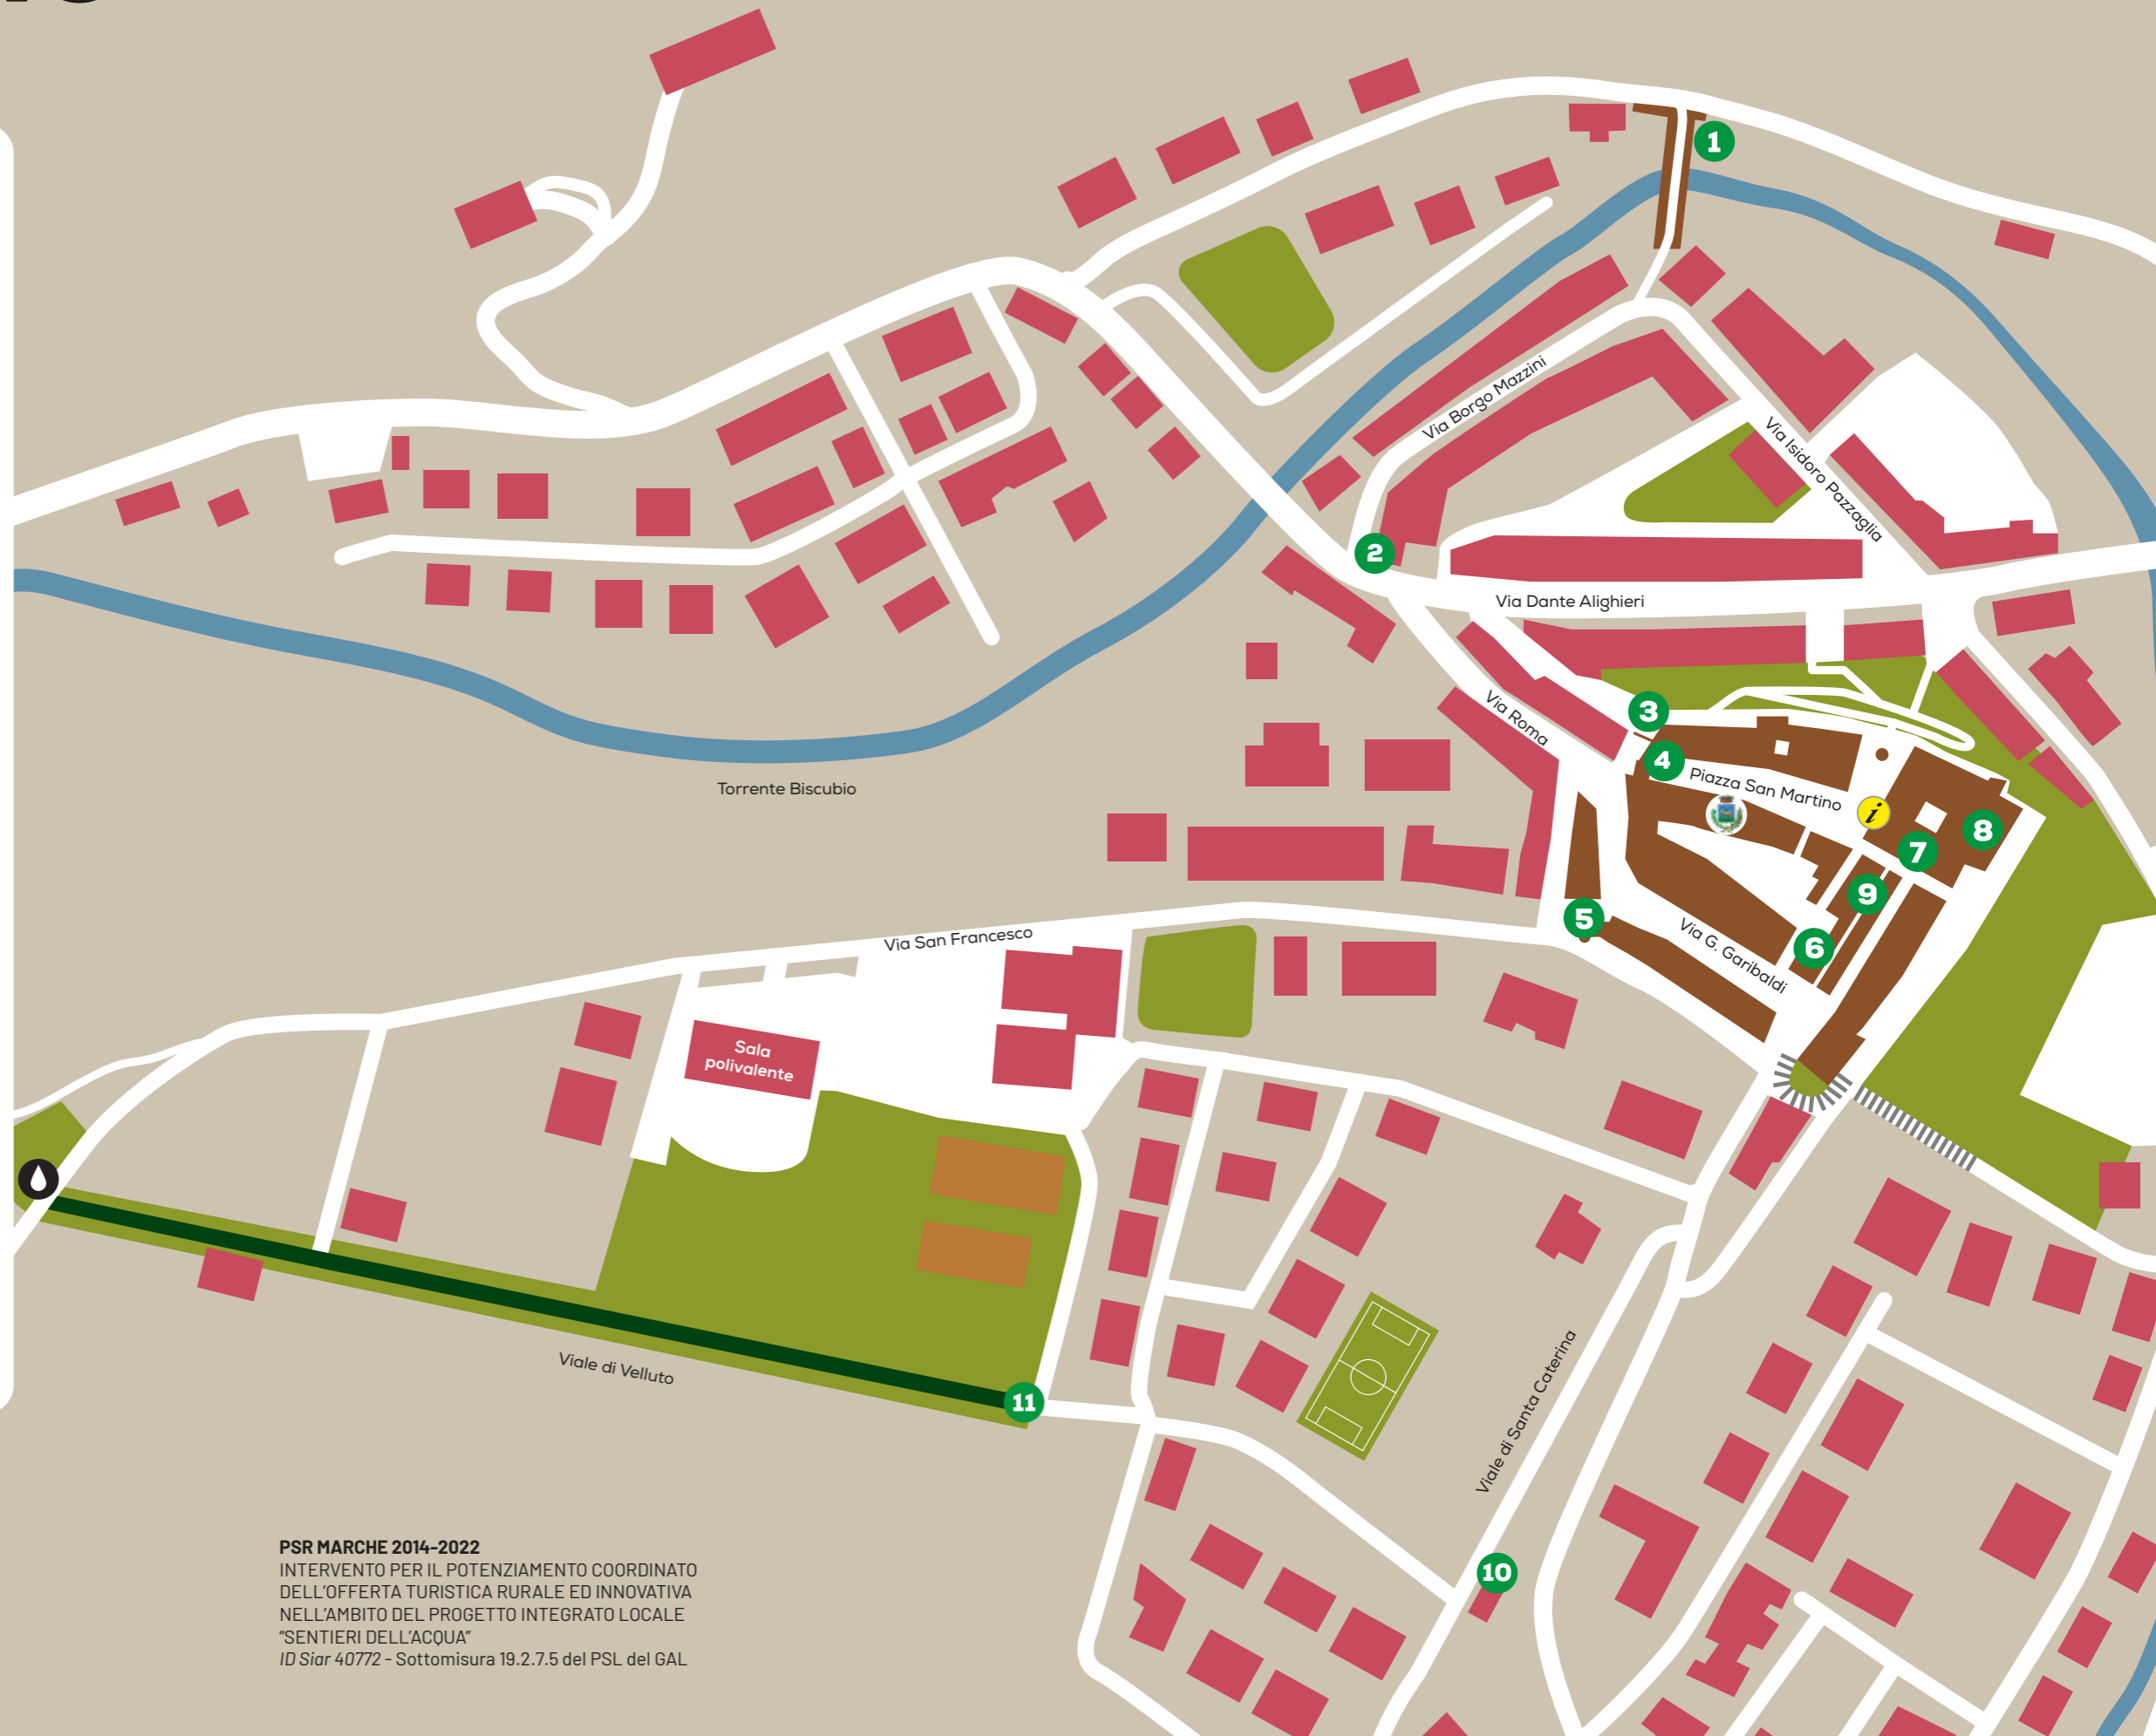 1
Via Borgo Mazzini
Via Isidoro Pazzaglia
2
Via Dante Alighieri
3
Via Roma
4
Piazza San Martino
i
8
7
Torrente Biscubio
9
5
Via San Francesco
Via G. Garibaldi
6
Sala
polivalente
Viale di Velluto
11
Viale di Santa Caterina
10
PSR MARCHE 2014-2022
INTERVENTO PER IL POTENZIAMENTO COORDINATO
DELL'OFFERTA TURISTICA RURALE ED INNOVATIVA
NELL'AMBITO DEL PROGETTO INTEGRATO LOCALE
"SENTIERI DELL'ACQUA"
ID Siar 40772 - Sottomisura 19.2.7.5 del PSL del GAL